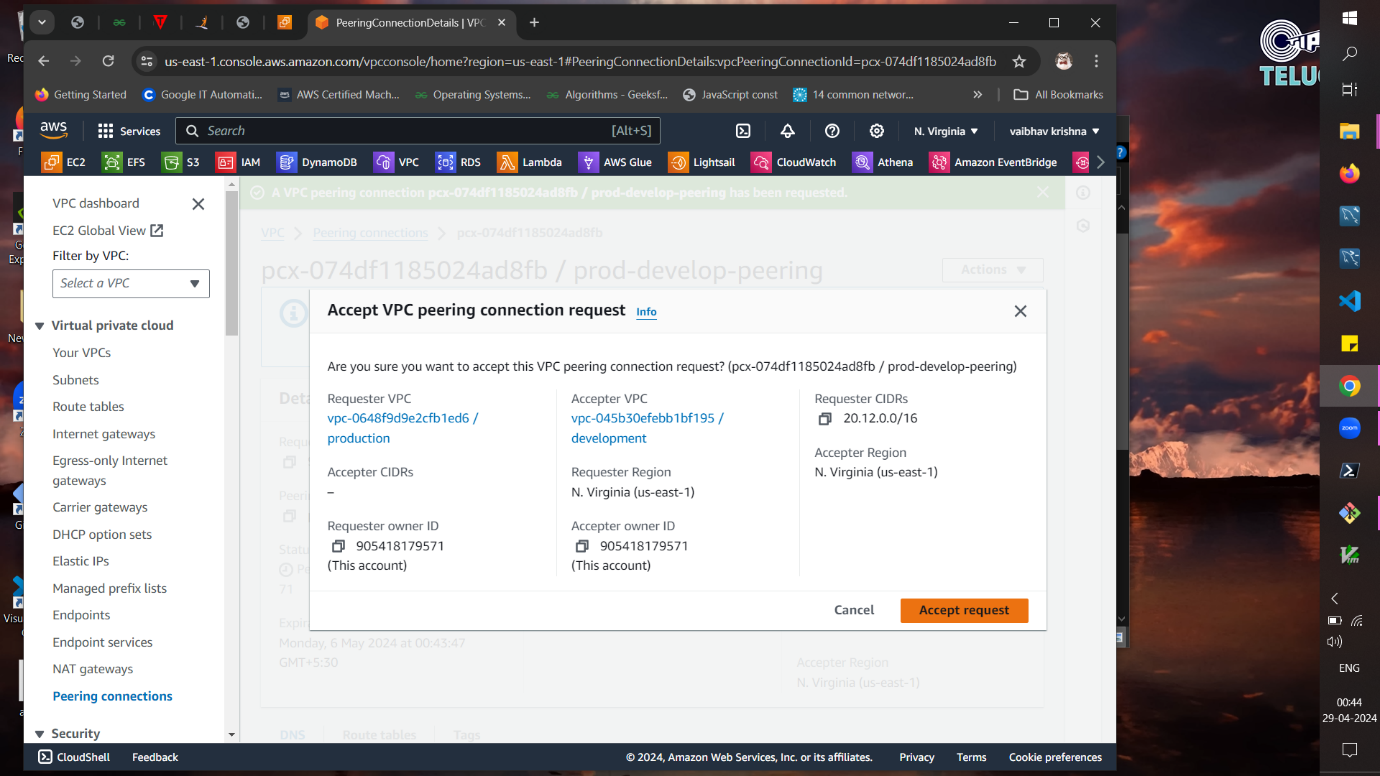 PeeringConnectionDetails | VPC
us-east-1.console.aws.amazon.com/vpcconsole/home?region=us-east-1#PeeringConnectionDetails:vpcPeeringConnectionId=pcx-074df1185024ad8fb
Getting Started
Google IT Automati...
AWS Certified Mach...
Operating Systems...
Algorithms - Geeksf...
JavaScript const
14 common networ...
All Bookmarks
aws
Services
Search
[Alt+S]
N. Virginia
vaibhav krishna
EC2
EFS
S3
IAM
DynamoDB
VPC
RDS
Lambda
AWS Glue
Lightsail
CloudWatch
Athena
Amazon EventBridge
VPC dashboard
EC2 Global View
Filter by VPC:
Select a VPC
Virtual private cloud
Your VPCs
Subnets
Route tables
Internet gateways
Egress-only Internet
gateways
Carrier gateways
DHCP option sets
Elastic IPs
Managed prefix lists
Endpoints
Endpoint services
NAT gateways
Peering connections
Security
A VPC peering connection pcx-074df1185024ad8fb / prod-develop-peering has been requested.
VPC
Peering connections
pcx-074df1185024ad8fb
pcx-074df1185024ad8fb / prod-develop-peering
Actions
Accept VPC peering connection request Info
Are you sure you want to accept this VPC peering connection request? (pcx-074df1185024ad8fb / prod-develop-peering)
Requester VPC
vpc-0648f9d9e2cfb1ed6 /
production
Accepter VPC
vpc-045b30efebb1bf195 /
development
Requester CIDRs
20.12.0.0/16
Accepter CIDRs
–
Requester Region
N. Virginia (us-east-1)
Accepter Region
N. Virginia (us-east-1)
Requester owner ID
905418179571
(This account)
Accepter owner ID
905418179571
(This account)
Cancel
Accept request
71
Monday, 6 May 2024 at 00:43:47
GMT+5:30
Accepter Region
N. Virginia (us-east-1)
DNS
Route tables
Tags
CloudShell
Feedback
© 2024, Amazon Web Services, Inc. or its affiliates.
Privacy
Terms
Cookie preferences
zoom
ENG
00:44
29-04-2024